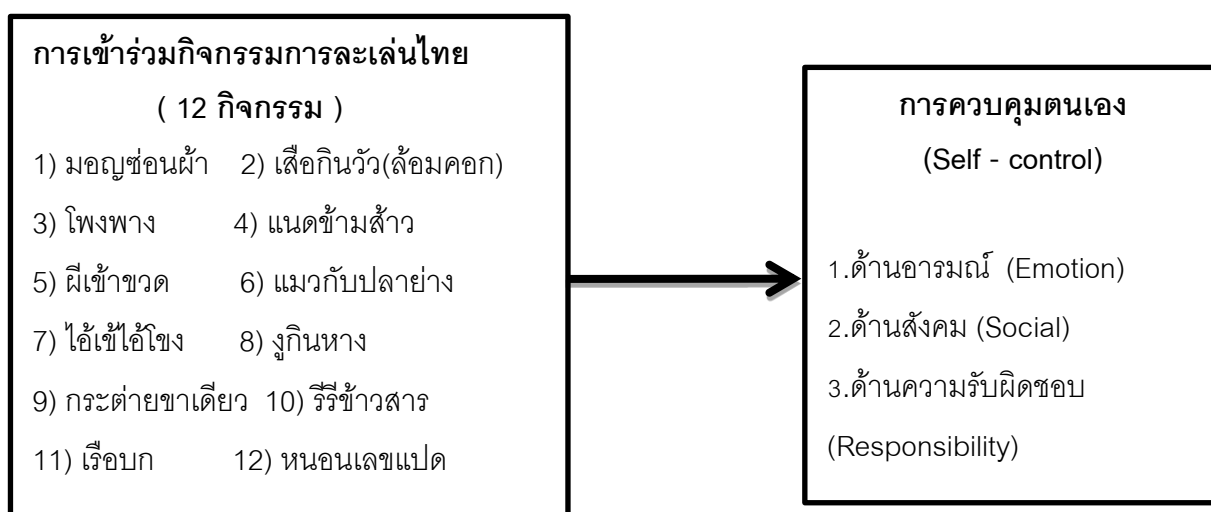 การเข้าร่วมกิจกรรมการละเล่นไทย
( 12 กิจกรรม )
1) มอญซ่อนผ้า 2) เสือกินวัว(ล้อมคอก)
3) โพงพาง 4) แนดข้ามส้าว
5) ผีเข้าขวด 6) แมวกับปลาย่าง
7) ไอ้เข้ไอ้โขง 8) งูกินหาง
9) กระต่ายขาเดียว 10) รีรีข้าวสาร
11) เรือบก 12) หนอนเลขแปด
การควบคุมตนเอง
(Self - control)
1.ด้านอารมณ์ (Emotion)
2.ด้านสังคม (Social)
3.ด้านความรับผิดชอบ
(Responsibility)